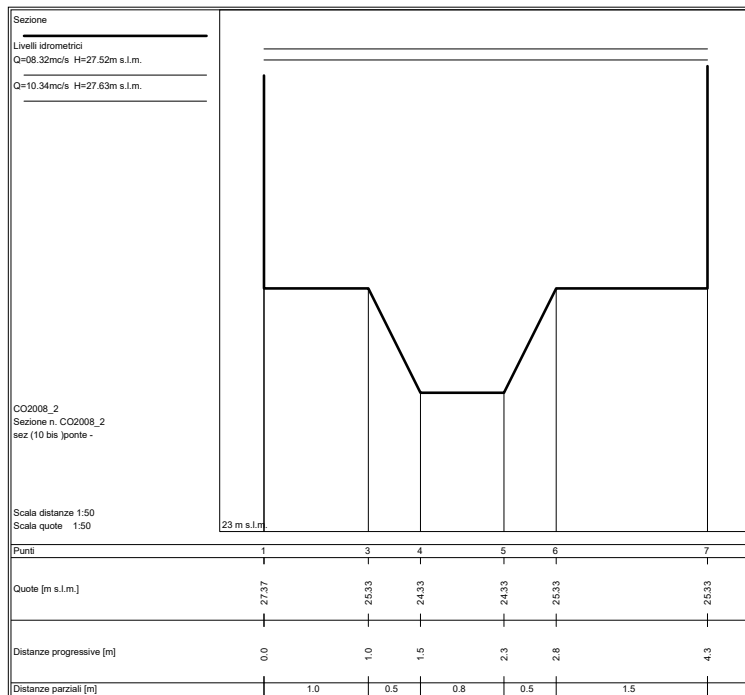 Sezione
Livelli idrometrici
Q=08.32mc/s H=27.52m s.l.m.
Q=10.34mc/s H=27.63m s.l.m.
CO2008_2
Sezione n. CO2008_2
sez (10 bis )ponte -
Scala distanze 1:50
Scala quote 1:50
23 m s.l.m.
Punti 1 3 4 5 6 7
Quote [m s.l.m.] 27.37 25.33 24.33 24.33 25.33 25.33
Distanze progressive [m] 0.0 1.0 1.5 2.3 2.8 4.3
Distanze parziali [m] 1.0 0.5 0.8 0.5 1.5